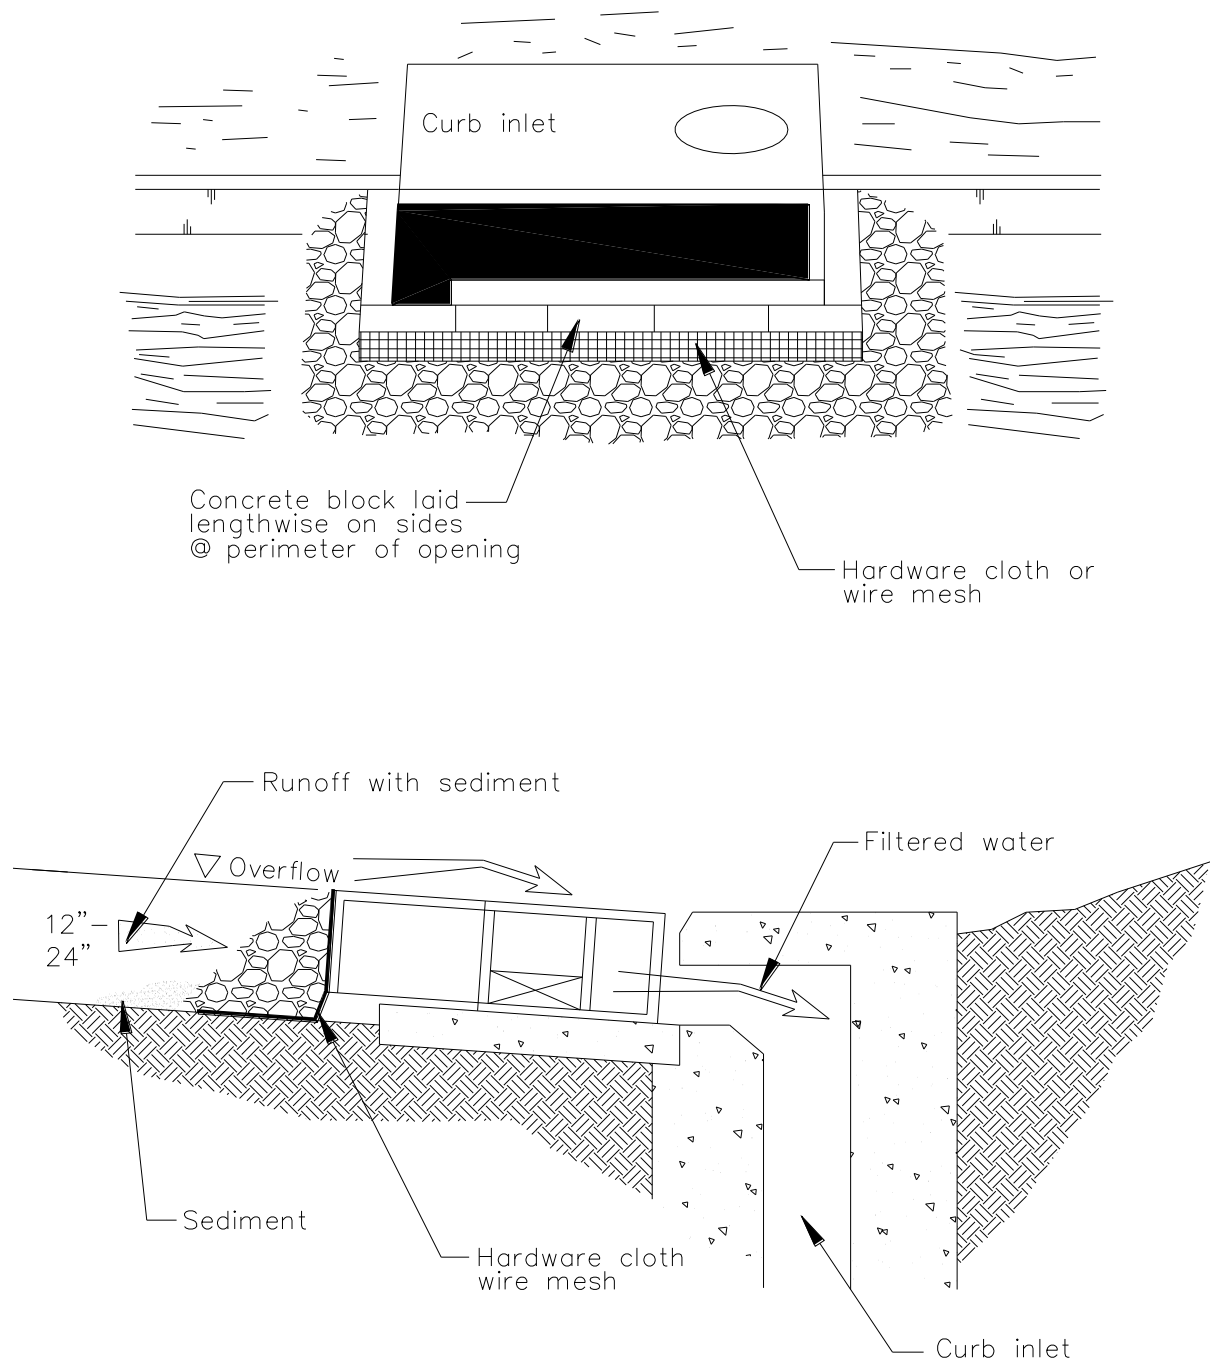 Curb inlet
Concrete block laid
lengthwise on sides
@ perimeter of opening
Hardware cloth or
wire mesh
Runoff with sediment
Filtered water
Overflow
12”–
24”
Sediment
Hardware cloth
wire mesh
Curb inlet